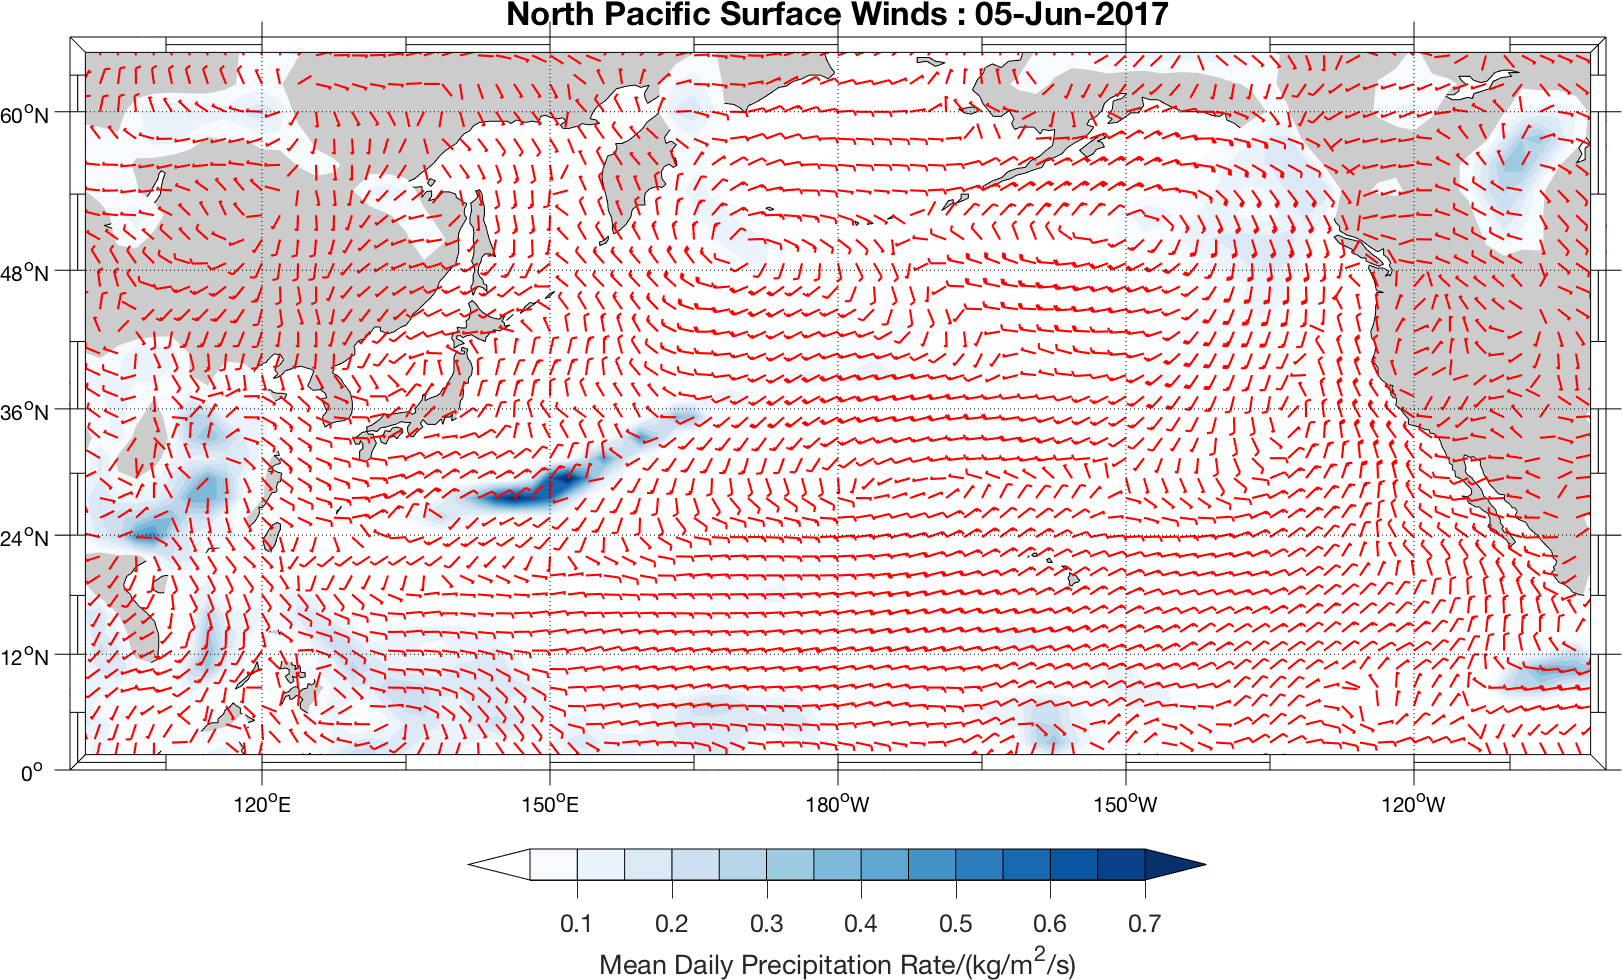 North Pacific Surface Winds : 05-Jun-2017
60°N
48°N
36°N
24°N
12°N
0°
120°E
150°E
180°W
150°W
120°W
0.1
0.2
0.3
0.4
0.5
0.6
0.7
Mean Daily Precipitation Rate/(kg/m²/s)